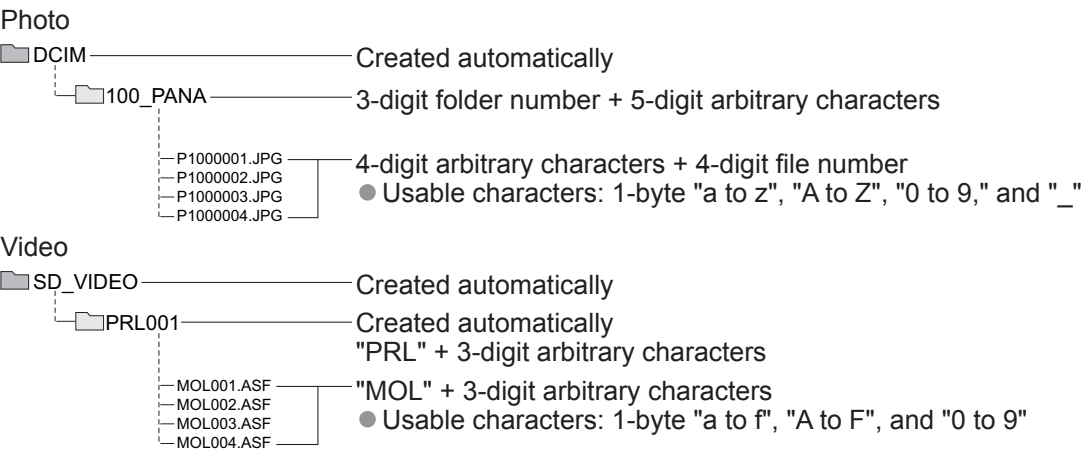 Photo
DCIM Created automatically
100_PANA 3-digit folder number + 5-digit arbitrary characters
P1000001.JPG 4-digit arbitrary characters + 4-digit file number
P1000002.JPG ● Usable characters: 1-byte "a to z", "A to Z", "0 to 9," and "_"
P1000003.JPG
P1000004.JPG
Video
SD_VIDEO Created automatically
PRL001 Created automatically
"PRL" + 3-digit arbitrary characters
MOL001.ASF "MOL" + 3-digit arbitrary characters
MOL002.ASF ● Usable characters: 1-byte "a to f", "A to F", and "0 to 9"
MOL003.ASF
MOL004.ASF